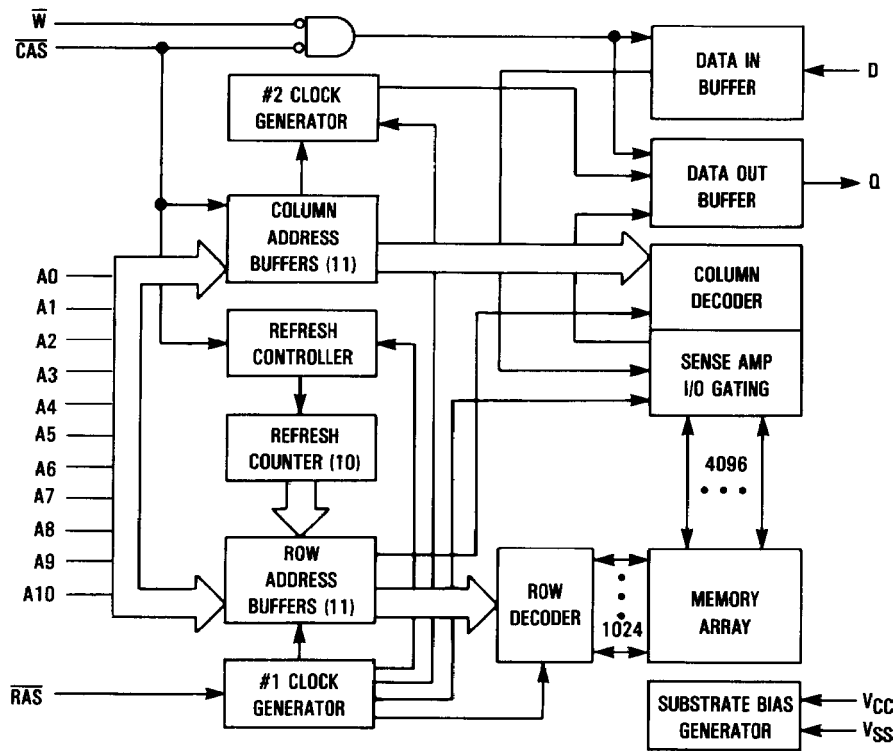 W̅
C̅A̅S̅
#2 CLOCK
GENERATOR
DATA IN
BUFFER
D
DATA OUT
BUFFER
Q
COLUMN
ADDRESS
BUFFERS (11)
COLUMN
DECODER
SENSE AMP
I/O GATING
A0
A1
A2
A3
A4
A5
A6
A7
A8
A9
A10
REFRESH
CONTROLLER
REFRESH
COUNTER (10)
4096
• • •
ROW
ADDRESS
BUFFERS (11)
ROW
DECODER
1024
MEMORY
ARRAY
R̅A̅S̅
#1 CLOCK
GENERATOR
SUBSTRATE BIAS
GENERATOR
VCC
VSS